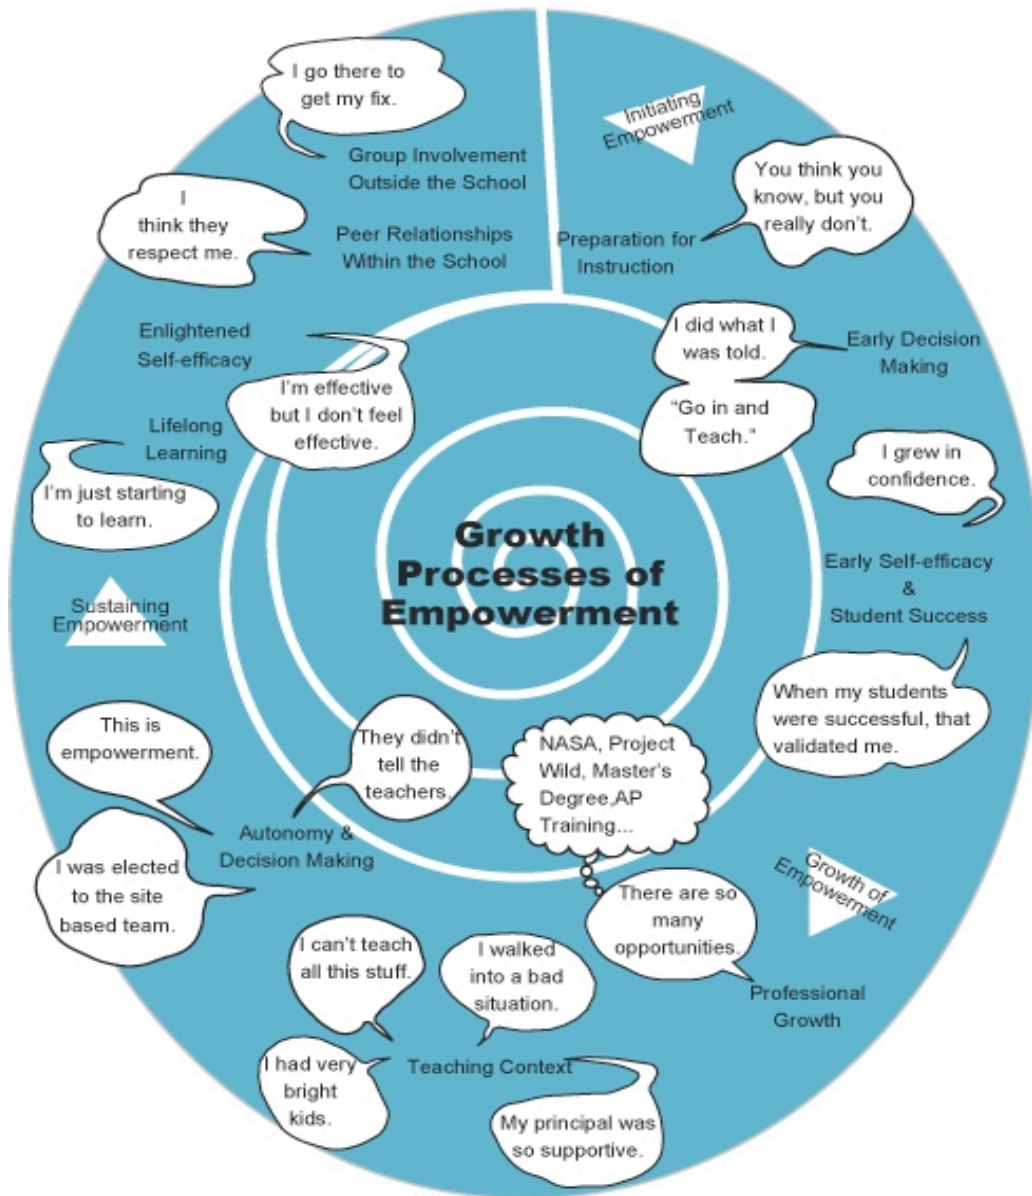 I go there to
get my fix.
Group Involvement
Outside the School
I
think they
respect me.
Peer Relationships
Within the School
Initiating
Empowerment
You think you
know, but you
really don't.
Preparation for
Instruction
I did what I
was told.
"Go in and
Teach."
Early Decision
Making
Enlightened
Self-efficacy
I'm effective
but I don't feel
effective.
Lifelong
Learning
I'm just starting
to learn.
I grew in
confidence.
Early Self-efficacy
&
Student Success
When my students
were successful, that
validated me.
Growth
Processes of
Empowerment
Sustaining
Empowerment
This is
empowerment.
They didn't
tell the
teachers.
Autonomy &
Decision Making
I was elected
to the site
based team.
NASA, Project
Wild, Master's
Degree,AP
Training...
Growth of
Empowerment
There are so
many
opportunities.
Professional
Growth
I can't teach
all this stuff.
I walked
into a bad
situation.
Teaching Context
I had very
bright
kids.
My principal was
so supportive.